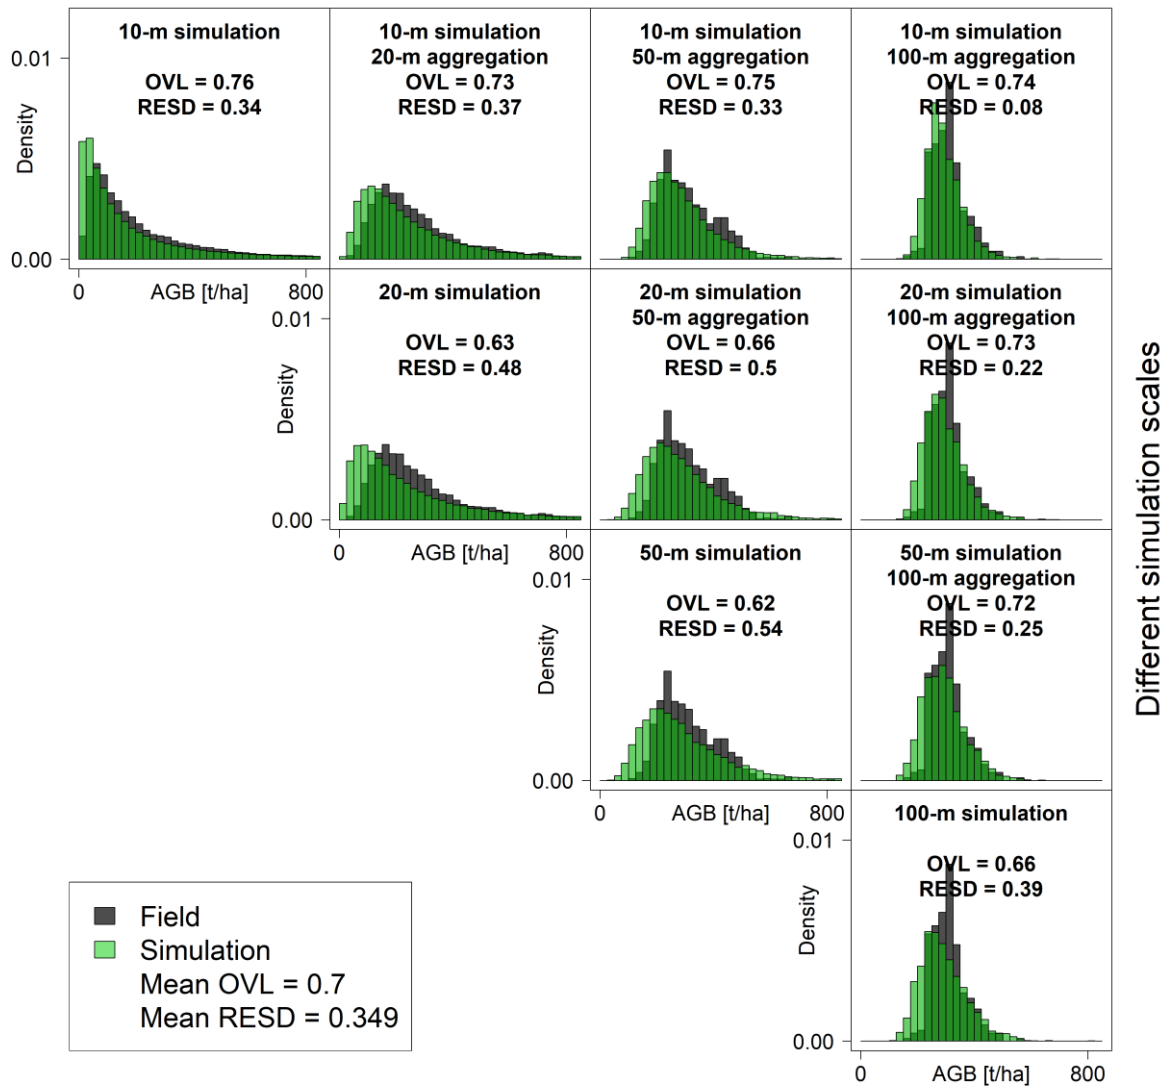 10-m simulation
OVL = 0.76
RESD = 0.34
10-m simulation
20-m aggregation
OVL = 0.73
RESD = 0.37
10-m simulation
50-m aggregation
OVL = 0.75
RESD = 0.33
10-m simulation
100-m aggregation
OVL = 0.74
RESD = 0.08
0.01
Density
0.00
0
AGB [t/ha]
800
20-m simulation
OVL = 0.63
RESD = 0.48
20-m simulation
50-m aggregation
OVL = 0.66
RESD = 0.5
20-m simulation
100-m aggregation
OVL = 0.73
RESD = 0.22
0.01
Density
0.00
0
AGB [t/ha]
800
50-m simulation
OVL = 0.62
RESD = 0.54
50-m simulation
100-m aggregation
OVL = 0.72
RESD = 0.25
0.01
Density
0.00
0
AGB [t/ha]
800
100-m simulation
OVL = 0.66
RESD = 0.39
0.01
Density
0.00
0
AGB [t/ha]
800
Different simulation scales
Field
Simulation
Mean OVL = 0.7
Mean RESD = 0.349